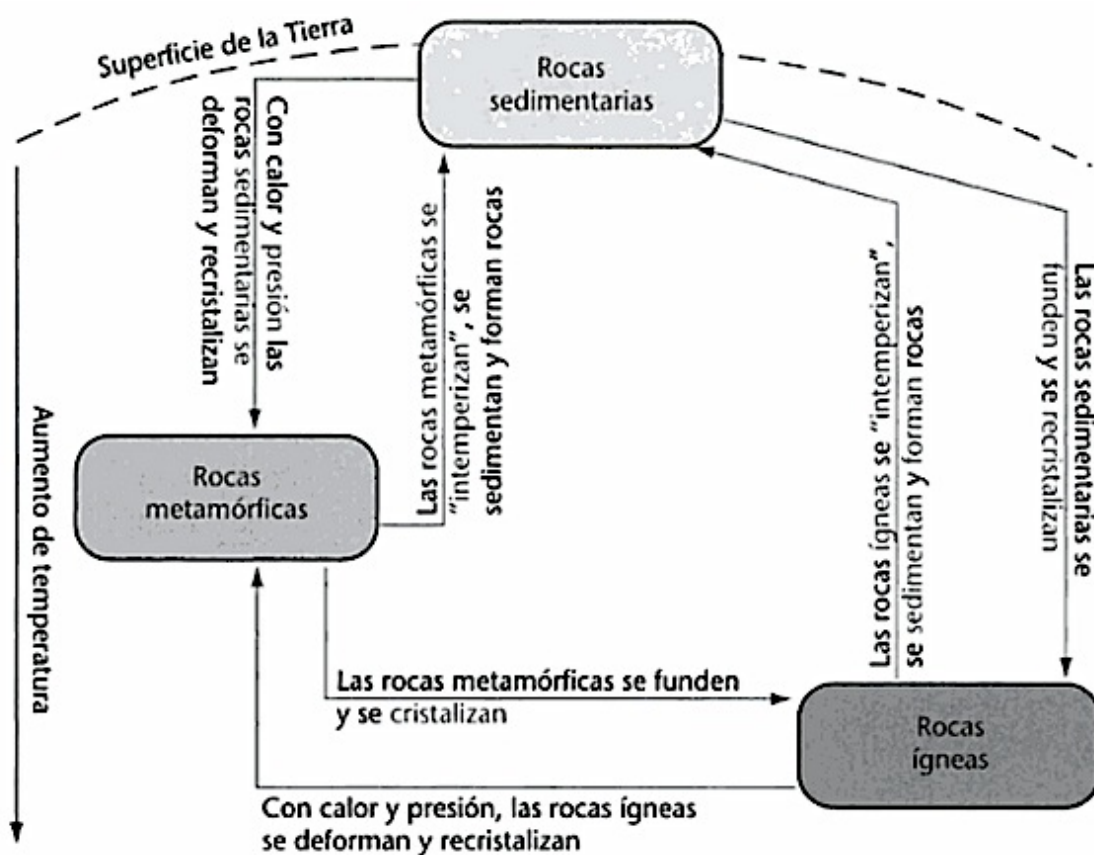 Superficie de la Tierra
Rocas
sedimentarias
Con calor y presión las
rocas sedimentarias se
deforman y recristalizan
Las rocas metamórficas se
"intemperizan", se
sedimentan y forman rocas
Las rocas ígneas se "intemperizan",
se sedimentan y forman rocas
Las rocas sedimentarias se
funden y se recristalizan
Aumento de temperatura
Rocas
metamórficas
Las rocas metamórficas se funden
y se cristalizan
Rocas
ígneas
Con calor y presión, las rocas ígneas
se deforman y recristalizan